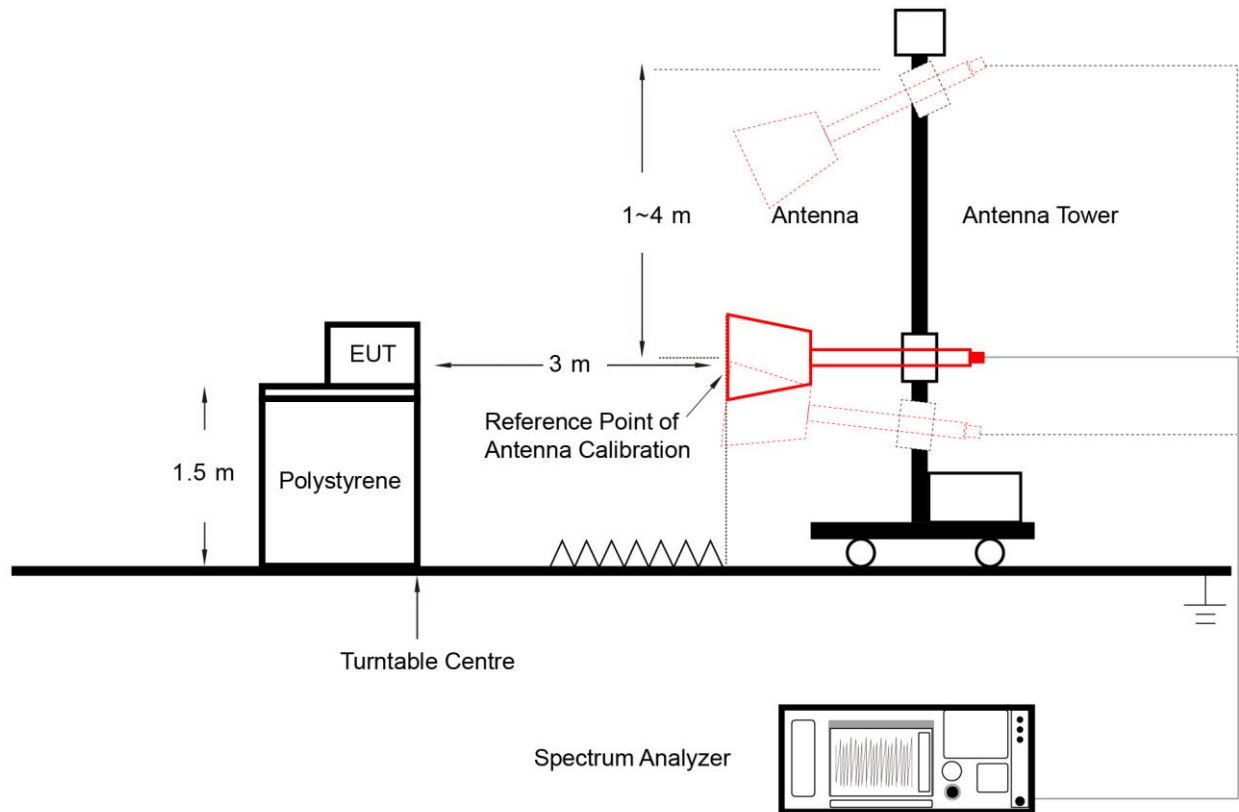 1~4 m
Antenna
Antenna Tower
EUT
3 m
Reference Point of
Antenna Calibration
1.5 m
Polystyrene
Turntable Centre
Spectrum Analyzer